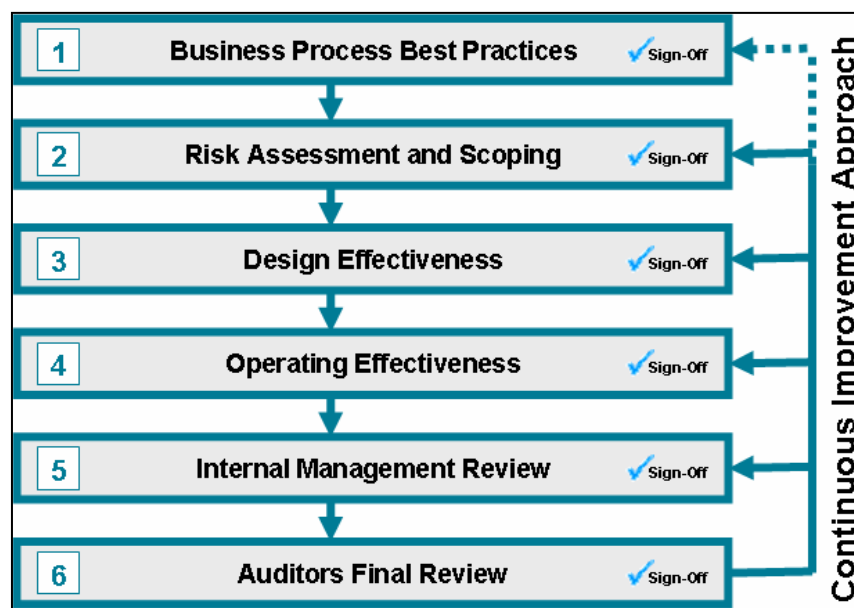 1 Business Process Best Practices Sign-Off
2 Risk Assessment and Scoping Sign-Off
3 Design Effectiveness Sign-Off
4 Operating Effectiveness Sign-Off
5 Internal Management Review Sign-Off
6 Auditors Final Review Sign-Off
Continuous Improvement Approach